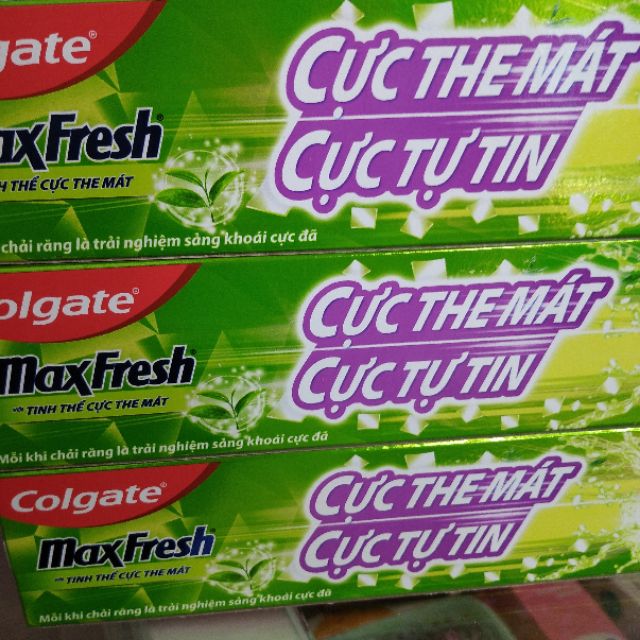 Colgate®
MaxFresh®
TINH THỂ CỰC THE MÁT
CỰC THE MÁT
CỰC TỰ TIN
chải răng là trải nghiệm sảng khoái cực đã
Colgate®
maxFresh®
với TINH THỂ CỰC THE MÁT
CỰC THE MÁT
CỰC TỰ TIN
Mỗi khi chải răng là trải nghiệm sảng khoái cực đã
Colgate®
maxFresh®
với TINH THỂ CỰC THE MÁT
CỰC THE MÁT
CỰC TỰ TIN
Mỗi khi chải răng là trải nghiệm sảng khoái cực đã